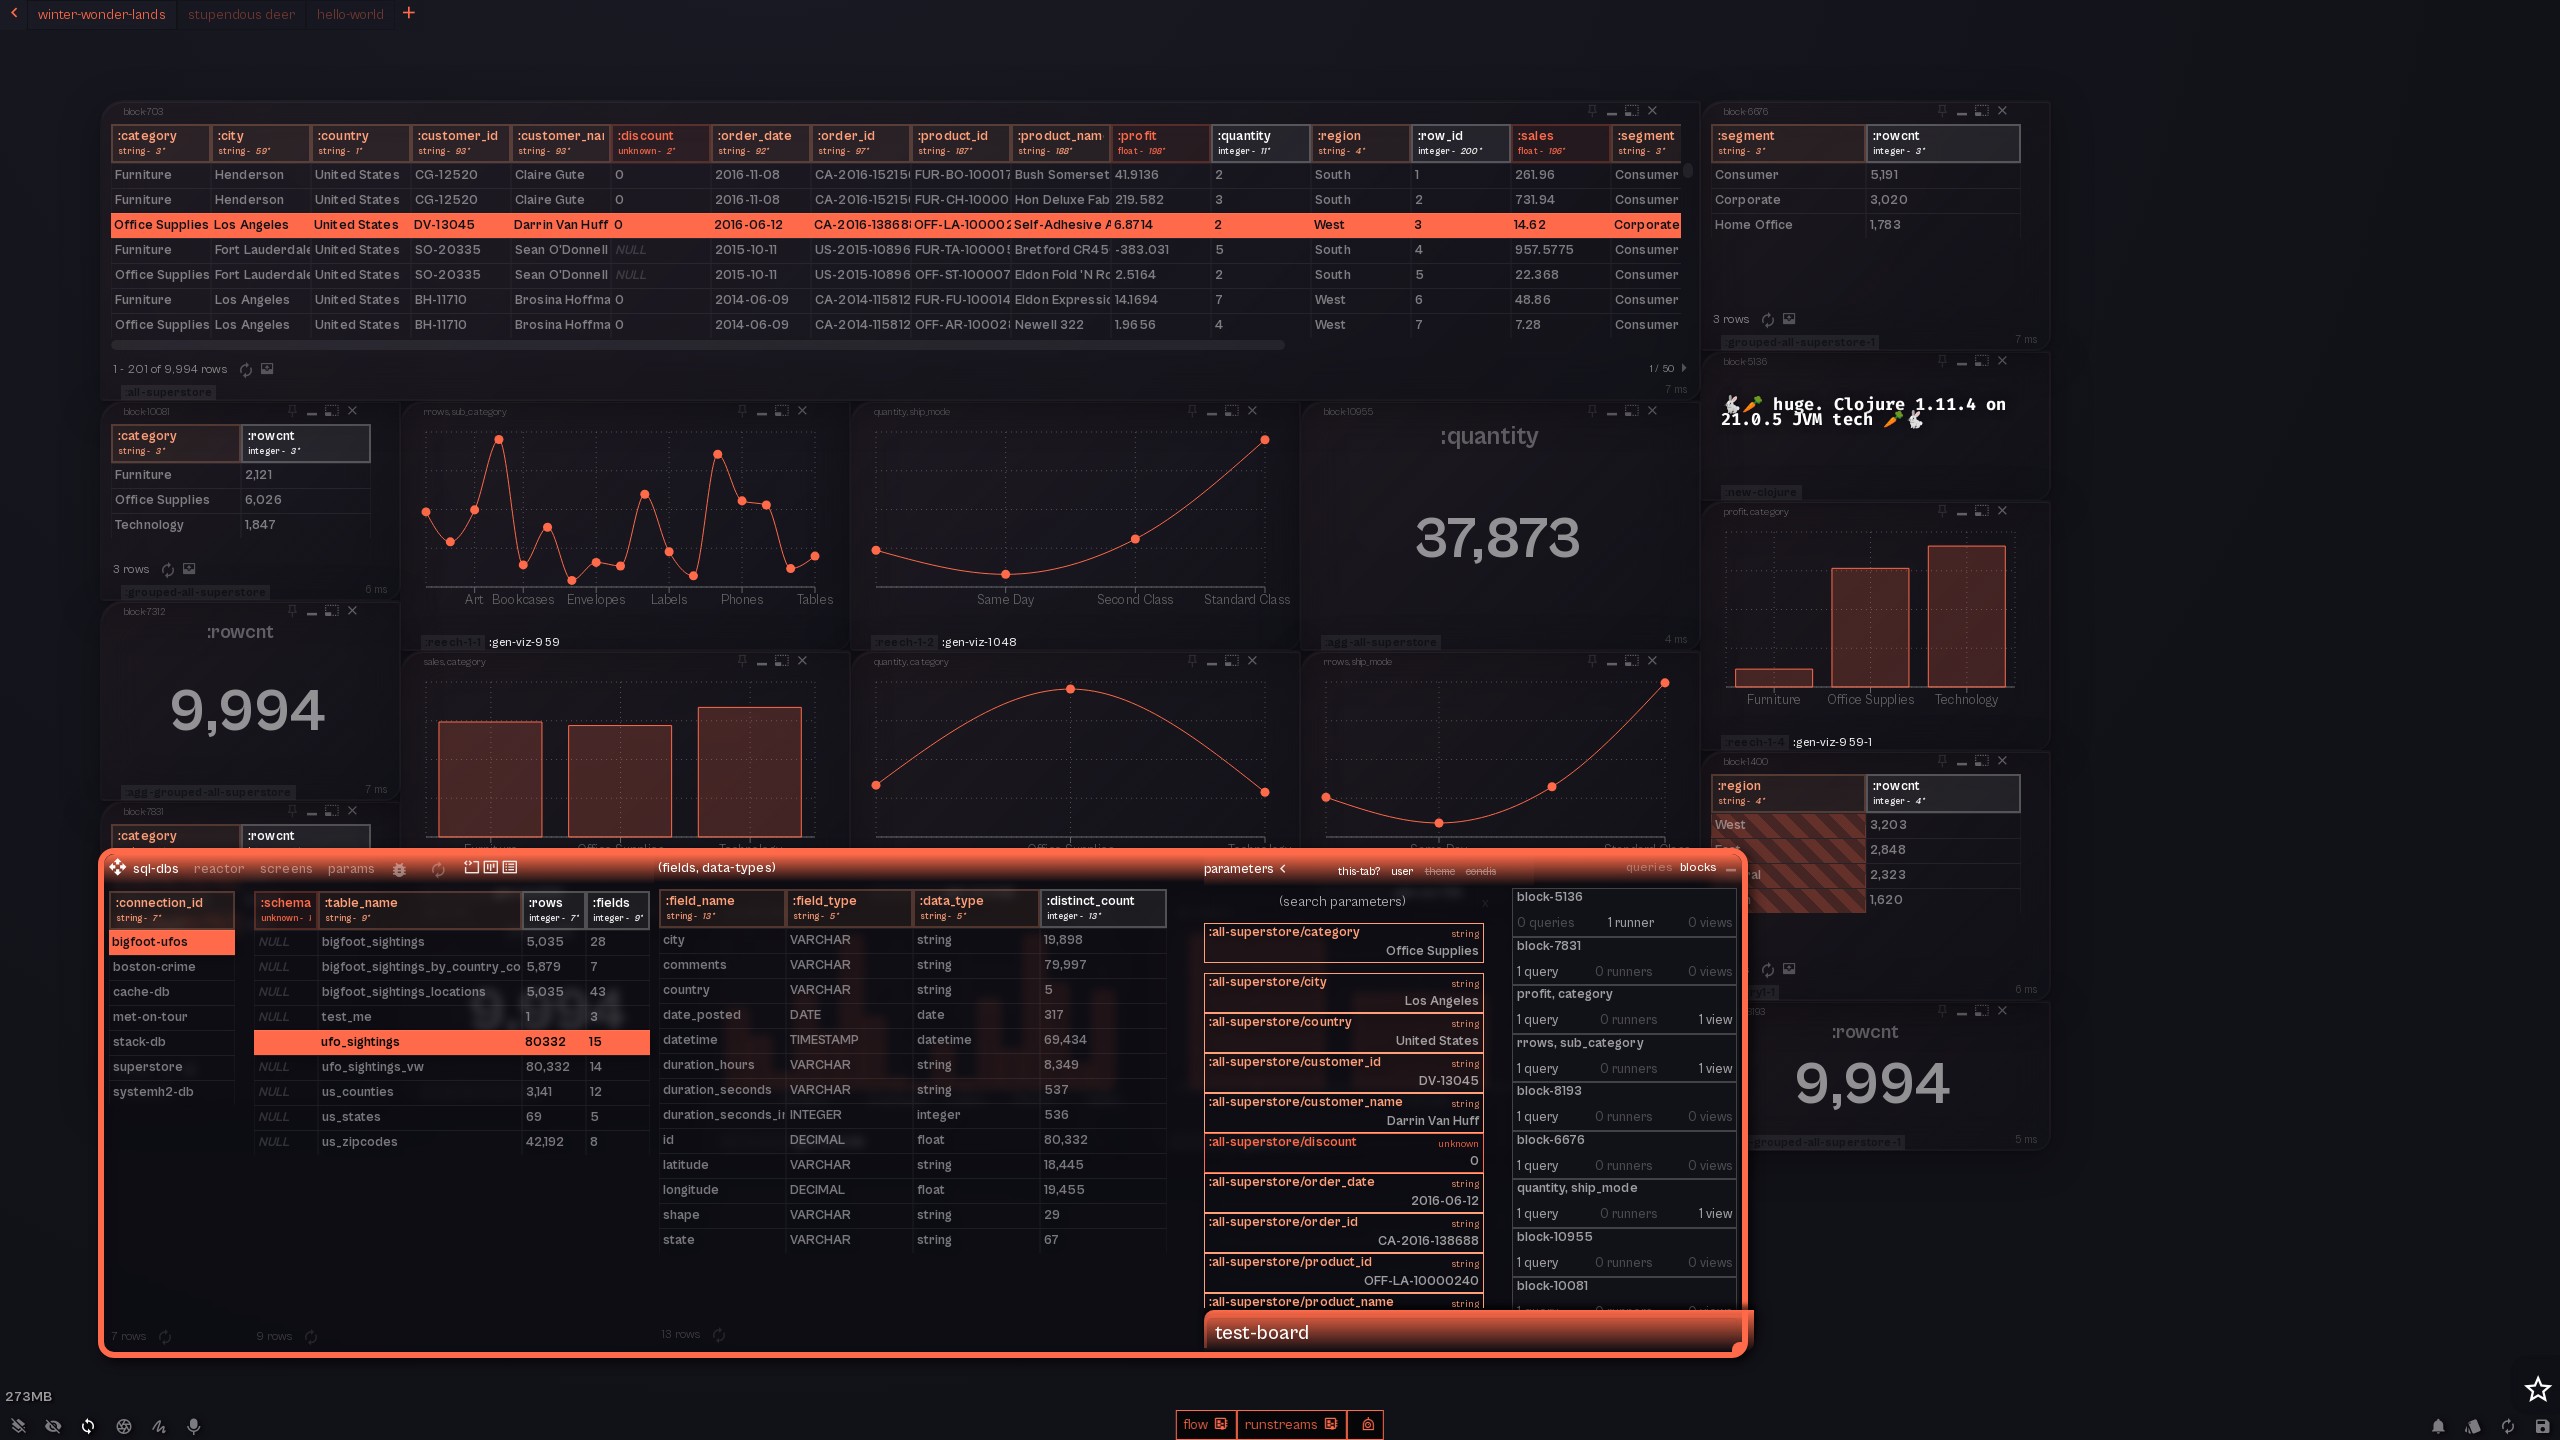 winter-wonder-lands stupendous deer hello-world +
block-703
:category :city :country :customer_id :customer_nai :discount :order_date :order_id :product_id :product_nam :profit :quantity :region :row_id :sales :segment
string - 3* string - 59* string - 1* string - 93* string - 93* unknown - 2* string - 92* string - 97* string - 187* string - 188* float - 198* integer - 11* string - 4* integer - 200* float - 196* string - 3*
Furniture Henderson United States CG-12520 Claire Gute 0 2016-11-08 CA-2016-15215 FUR-BO-10001 Bush Somerset 41.9136 2 South 1 261.96 Consumer
Furniture Henderson United States CG-12520 Claire Gute 0 2016-11-08 CA-2016-15215 FUR-CH-10000 Hon Deluxe Fab 219.582 3 South 2 731.94 Consumer
Office Supplies Los Angeles United States DV-13045 Darrin Van Huff 0 2016-06-12 CA-2016-13868 OFF-LA-100002 Self-Adhesive A 6.8714 2 West 3 14.62 Corporate
Furniture Fort Lauderdale United States SO-20335 Sean O'Donnell NULL 2015-10-11 US-2015-10896 FUR-TA-10000 Bretford CR45 -383.031 5 South 4 957.5775 Consumer
Office Supplies Fort Lauderdale United States SO-20335 Sean O'Donnell NULL 2015-10-11 US-2015-10896 OFF-ST-100007 Eldon Fold 'N Ro 2.5164 2 South 5 22.368 Consumer
Furniture Los Angeles United States BH-11710 Brosina Hoffma 0 2014-06-09 CA-2014-115812 FUR-FU-100014 Eldon Expressio 14.1694 7 West 6 48.86 Consumer
Office Supplies Los Angeles United States BH-11710 Brosina Hoffma 0 2014-06-09 CA-2014-115812 OFF-AR-10002 Newell 322 1.9656 4 West 7 7.28 Consumer
1 - 201 of 9,994 rows 1 / 50
:all-superstore 7 ms
block-6676
:segment :rowcnt
string - 3* integer - 3*
Consumer 5,191
Corporate 3,020
Home Office 1,783
3 rows
:grouped-all-superstore-1 7 ms
block-5136
🐇🥕 huge. Clojure 1.11.4 on
21.0.5 JVM tech 🥕🐇
:new-clojure
block-10081
:category :rowcnt
string - 3* integer - 3*
Furniture 2,121
Office Supplies 6,026
Technology 1,847
3 rows
:grouped-all-superstore 6 ms
rrows, sub_category
Art Bookcases Envelopes Labels Phones Tables
:reech-1-1 :gen-viz-959
quantity, ship_mode
Same Day Second Class Standard Class
:reech-1-2 :gen-viz-1048
block-10955
:quantity
37,873
:agg-all-superstore 4 ms
profit, category
Furniture Office Supplies Technology
:reech-1-4 :gen-viz-959-1
block-7312
:rowcnt
9,994
:agg-grouped-all-superstore 7 ms
sales, category
Furniture Office Supplies Technology
quantity, category
Office Supplies Technology
rrows, ship_mode
Same Day Standard Class
block-1400
:region :rowcnt
string - 4* integer - 4*
West 3,203
2,848
2,323
1,620
6 ms
block-7831
:category :rowcnt
:rowcnt
9,994
grouped-all-superstore-1 5 ms
sql-dbs reactor screens params
:connection_id
string - 7*
bigfoot-ufos
boston-crime
cache-db
met-on-tour
stack-db
superstore
systemh2-db
7 rows
:schema :table_name :rows :fields
unknown - string - 9* integer - 7* integer - 9*
NULL bigfoot_sightings 5,035 28
NULL bigfoot_sightings_by_country_co 5,879 7
NULL bigfoot_sightings_locations 5,035 43
NULL test_me 1 3
ufo_sightings 80332 15
NULL ufo_sightings_vw 80,332 14
NULL us_counties 3,141 12
NULL us_states 69 5
NULL us_zipcodes 42,192 8
9 rows
(fields, data-types)
:field_name :field_type :data_type :distinct_count
string - 13* string - 5* string - 5* integer - 13*
city VARCHAR string 19,898
comments VARCHAR string 79,997
country VARCHAR string 5
date_posted DATE date 317
datetime TIMESTAMP datetime 69,434
duration_hours VARCHAR string 8,349
duration_seconds VARCHAR string 537
duration_seconds_i INTEGER integer 536
id DECIMAL float 80,332
latitude VARCHAR string 18,445
longitude DECIMAL float 19,455
shape VARCHAR string 29
state VARCHAR string 67
13 rows
parameters < this-tab? user theme condis
(search parameters) x
:all-superstore/category string
Office Supplies
:all-superstore/city string
Los Angeles
:all-superstore/country string
United States
:all-superstore/customer_id string
DV-13045
:all-superstore/customer_name string
Darrin Van Huff
:all-superstore/discount unknown
0
:all-superstore/order_date string
2016-06-12
:all-superstore/order_id string
CA-2016-138688
:all-superstore/product_id string
OFF-LA-10000240
:all-superstore/product_name string
queries blocks
block-5136
0 queries 1 runner 0 views
block-7831
1 query 0 runners 0 views
profit, category
1 query 0 runners 1 view
rrows, sub_category
1 query 0 runners 1 view
block-8193
1 query 0 runners 0 views
block-6676
1 query 0 runners 0 views
quantity, ship_mode
1 query 0 runners 1 view
block-10955
1 query 0 runners 0 views
block-10081
test-board
273MB
flow runstreams